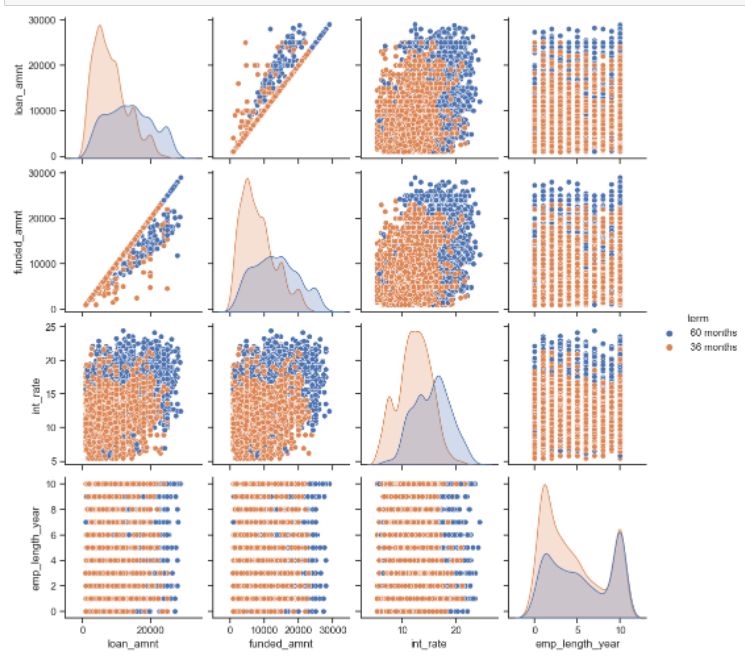 30000
20000
10000
0
loan_amnt
30000
20000
10000
0
funded_amnt
25
20
15
10
5
int_rate
10
8
6
4
2
0
emp_length_year
0 20000
loan_amnt
0 10000 20000 30000
funded_amnt
10 20
int_rate
0 5 10
emp_length_year
term
60 months
36 months